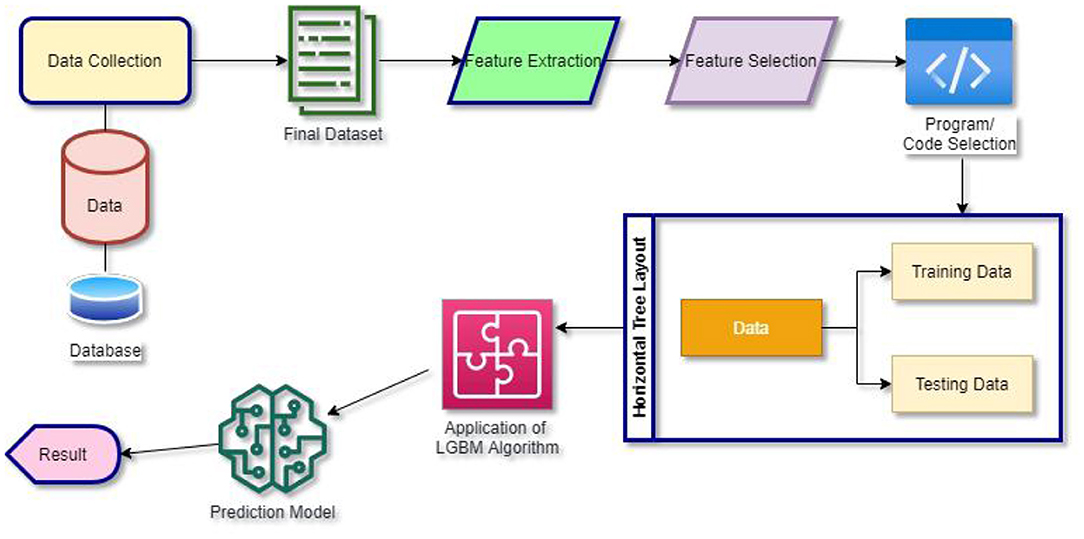 Data Collection
Final Dataset
Feature Extraction
Feature Selection
Program/
Code Selection
Data
Database
Horizontal Tree Layout
Data
Training Data
Testing Data
Application of
LGBM Algorithm
Prediction Model
Result